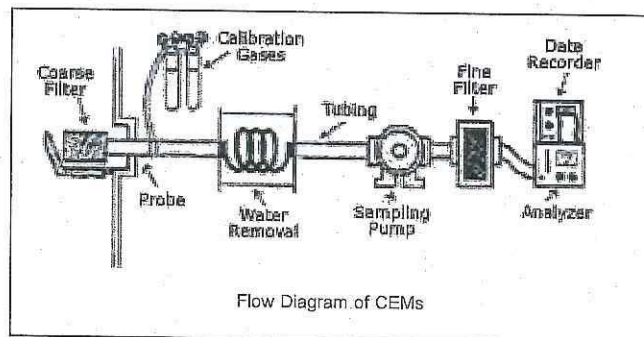 Calibration
Gases
Coarse
Filter
Data
Recorder
Fine
Filter
Tubing
Probe
Water
Removal
Sampling
Pump
Analyzer
Flow Diagram of CEMs